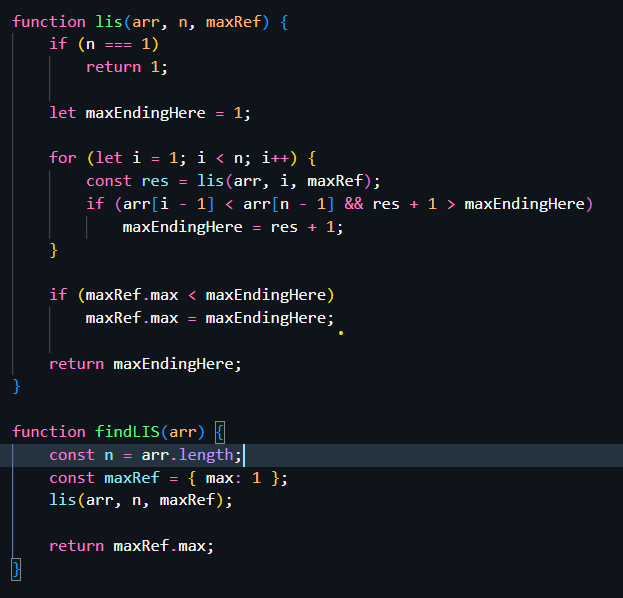 function lis(arr, n, maxRef) {
    if (n === 1)
        return 1;

    let maxEndingHere = 1;

    for (let i = 1; i < n; i++) {
        const res = lis(arr, i, maxRef);
        if (arr[i - 1] < arr[n - 1] && res + 1 > maxEndingHere)
            maxEndingHere = res + 1;
    }

    if (maxRef.max < maxEndingHere)
        maxRef.max = maxEndingHere;

    return maxEndingHere;
}

function findLIS(arr) {
    const n = arr.length;
    const maxRef = { max: 1 };
    lis(arr, n, maxRef);

    return maxRef.max;
}